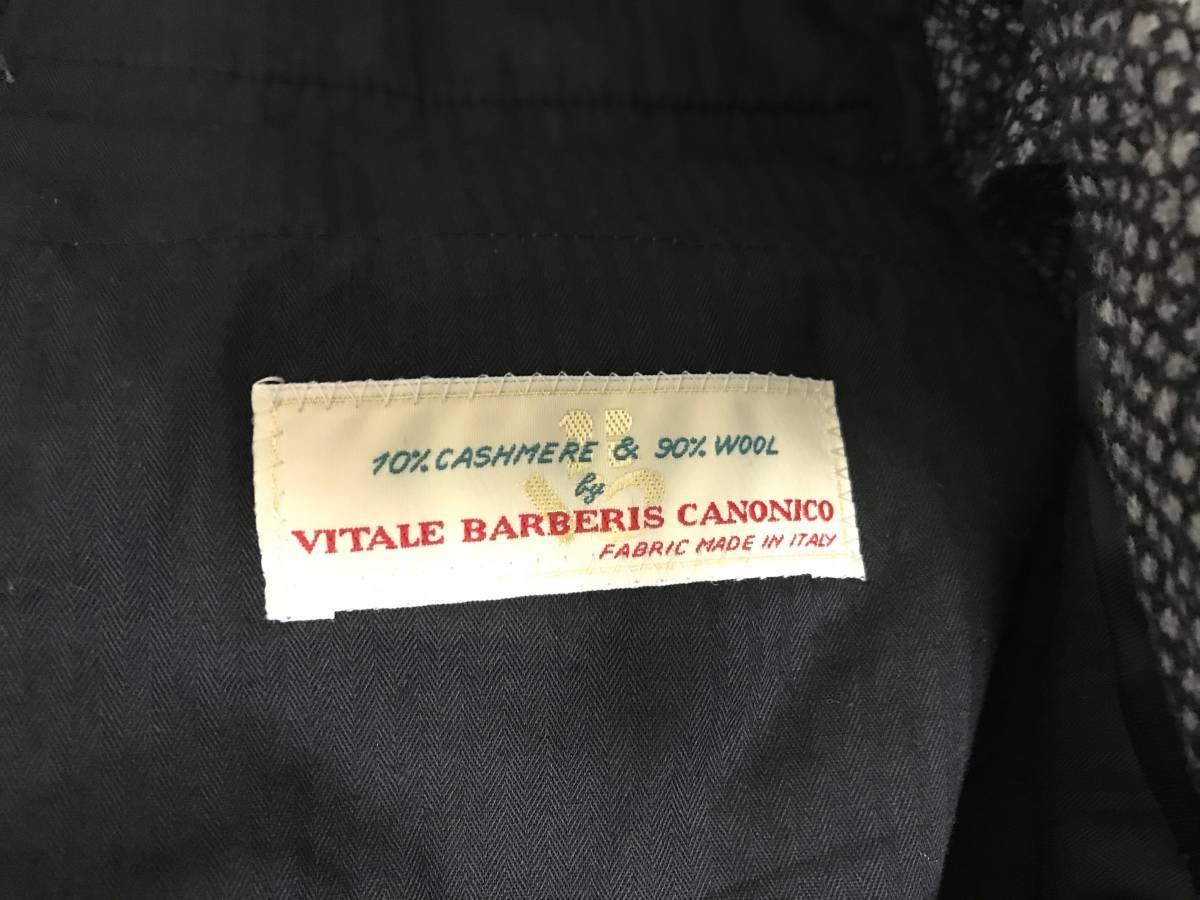 10% CASHMERE & 90% WOOL
by
VITALE BARBERIS CANONICO
FABRIC MADE IN ITALY